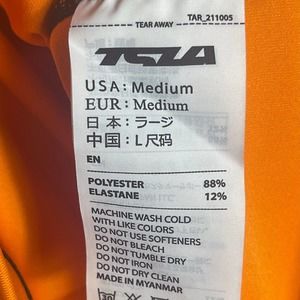 TAR_211005
TEAR AWAY
TSLA
USA: Medium
EUR: Medium
日本: ラージ
中国: L 尺码
EN
POLYESTER 88%
ELASTANE 12%
MACHINE WASH COLD
WITH LIKE COLORS
DO NOT USE SOFTENERS
DO NOT BLEACH
DO NOT TUMBLE DRY
DO NOT IRON
DO NOT DRY CLEAN
MADE IN MYANMAR